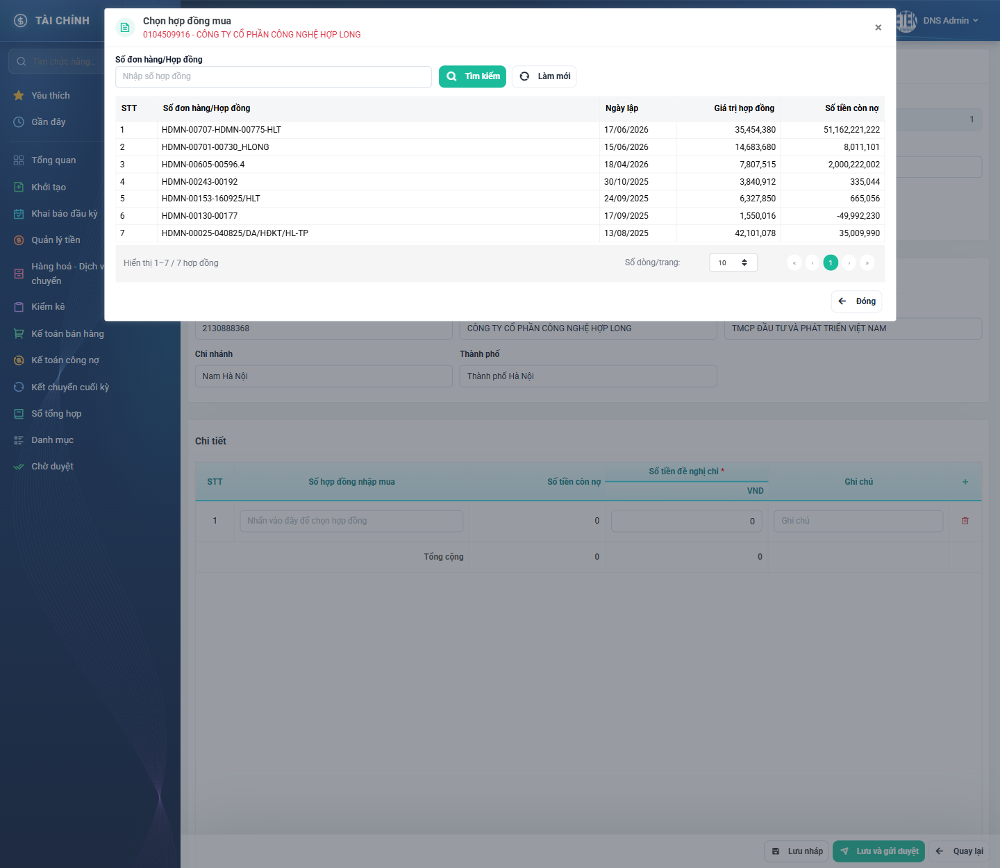 TÀI CHÍNH
Chọn hợp đồng mua
0104509916 - CÔNG TY CỔ PHẦN CÔNG NGHỆ HỢP LONG
×
DNS Admin
Tìm chức năng...
Số đơn hàng/Hợp đồng
Nhập số hợp đồng
Tìm kiếm
Làm mới
Yêu thích
Gần đây
Tổng quan
Khởi tạo
Khai báo đầu kỳ
Quản lý tiền
Hàng hoá - Dịch v
chuyển
Kiểm kê
Kế toán bán hàng
Kế toán công nợ
Kết chuyển cuối kỳ
Sổ tổng hợp
Danh mục
Chờ duyệt
STT Số đơn hàng/Hợp đồng Ngày lập Giá trị hợp đồng Số tiền còn nợ
1 HDMN-00707-HDMN-00775-HLT 17/06/2026 35,454,380 51,162,221,222
2 HDMN-00701-00730_HLONG 15/06/2026 14,683,680 8,011,101
3 HDMN-00605-00596.4 18/04/2026 7,807,515 2,000,222,002
4 HDMN-00243-00192 30/10/2025 3,840,912 335,044
5 HDMN-00153-160925/HLT 24/09/2025 6,327,850 665,056
6 HDMN-00130-00177 17/09/2025 1,550,016 -49,992,230
7 HDMN-00025-040825/DA/HĐKT/HL-TP 13/08/2025 42,101,078 35,009,990
1
Hiển thị 1–7 / 7 hợp đồng Số dòng/trang: 10 « ‹ 1 › »
Đóng
2130888368 CÔNG TY CỔ PHẦN CÔNG NGHỆ HỢP LONG TMCP ĐẦU TƯ VÀ PHÁT TRIỂN VIỆT NAM
Chi nhánh Thành phố
Nam Hà Nội Thành phố Hà Nội
Chi tiết
STT Số hợp đồng nhập mua Số tiền còn nợ Số tiền đề nghị chi * Ghi chú +
VND
1 Nhấn vào đây để chọn hợp đồng 0 0 Ghi chú
Tổng cộng 0 0
Lưu nháp Lưu và gửi duyệt Quay lại